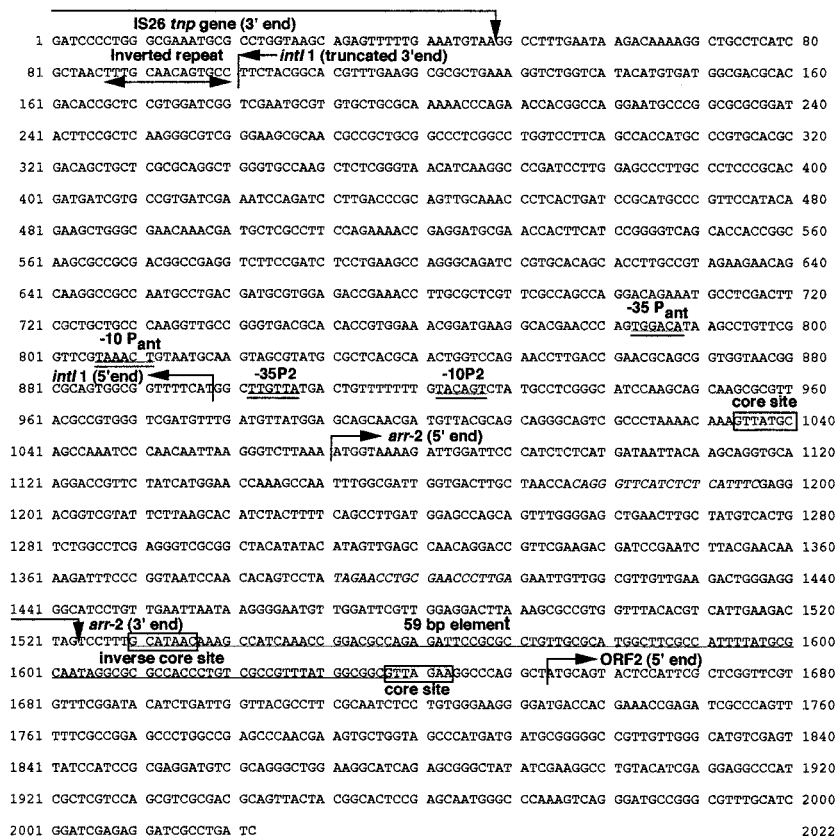 IS26 tnp gene (3' end)
1 GATCCCCTGG GCGAAATGCG CCTGGTAAGC AGAGTTTTTG AAATGTAAGG CCTTTGAATA AGACAAAAGG CTGCCTCATC 80
Inverted repeat intI 1 (truncated 3'end)
81 GCTAACTTTG CAACAGTGCC TTCTACGGCA CGTTTGAAGG CGCGCTGAAA GGTCTGGTCA TACATGTGAT GGCGACGCAC 160
161 GACACCGCTC CGTGGATCGG TCGAATGCGT GTGCTGCGCA AAAACCCAGA ACCACGGCCA GGAATGCCCG GCGCGCGGAT 240
241 ACTTCCGCTC AAGGGCGTCG GGAAGCGCAA CGCCGCTGCG GCCCTCGGCC TGGTCCTTCA GCCACCATGC CCGTGCACGC 320
321 GACAGCTGCT CGCGCAGGCT GGGTGCCAAG CTCTCGGGTA ACATCAAGGC CCGATCCTTG GAGCCCTTGC CCTCCCGCAC 400
401 GATGATCGTG CCGTGATCGA AATCCAGATC CTTGACCCGC AGTTGCAAAC CCTCACTGAT CCGCATGCCC GTTCCATACA 480
481 GAAGCTGGGC GAACAAACGA TGCTCGCCTT CCAGAAAACC GAGGATGCGA ACCACTTCAT CCGGGGTCAG CACCACCGGC 560
561 AAGCGCCGCG ACGGCCGAGG TCTTCCGATC TCCTGAAGCC AGGGCAGATC CGTGCACAGC ACCTTGCCGT AGAAGAACAG 640
641 CAAGGCCGCC AATGCCTGAC GATGCGTGGA GACCGAAACC TTGCGCTCGT TCGCCAGCCA GGACAGAAAT GCCTCGACTT 720
-35 Pant
721 CGCTGCTGCC CAAGGTTGCC GGGTGACGCA CACCGTGGAA ACGGATGAAG GCACGAACCC AGTGGACATA AGCCTGTTCG 800
-10 Pant
801 GTTCGTAAAC TGTAATGCAA GTAGCGTATG CGCTCACGCA ACTGGTCCAG AACCTTGACC GAACGCAGCG GTGGTAACGG 880
intI 1 (5'end) -35P2 -10P2
881 CGCAGTGGCG GTTTTCATGG CTTGTTATGA CTGTTTTTTT GTACAGTCTA TGCCTCGGGC ATCCAAGCAG CAAGCGCGTT 960
core site
961 ACGCCGTGGG TCGATGTTTG ATGTTATGGA GCAGCAACGA TGTTACGCAG CAGGGCAGTC GCCCTAAAAC AAAGTTATGC 1040
arr-2 (5' end)
1041 AGCCAAATCC CAACAATTAA GGGTCTTAAA ATGGTAAAAG ATTGGATTCC CATCTCTCAT GATAATTACA AGCAGGTGCA 1120
1121 AGGACCGTTC TATCATGGAA CCAAAGCCAA TTTGGCGATT GGTGACTTGC TAACCACAGG GTTCATCTCT CATTTCGAGG 1200
1201 ACGGTCGTAT TCTTAAGCAC ATCTACTTTT CAGCCTTGAT GGAGCCAGCA GTTTGGGGAG CTGAACTTGC TATGTCACTG 1280
1281 TCTGGCCTCG AGGGTCGCGG CTACATATAC ATAGTTGAGC CAACAGGACC GTTCGAAGAC GATCCGAATC TTACGAACAA 1360
1361 AAGATTTCCC GGTAATCCAA CACAGTCCTA TAGAACCTGC GAACCCTTGA GAATTGTTGG CGTTGTTGAA GACTGGGAGG 1440
1441 GGCATCCTGT TGAATTAATA AGGGGAATGT TGGATTCGTT GGAGGACTTA AAGCGCCGTG GTTTACACGT CATTGAAGAC 1520
arr-2 (3' end) 59 bp element
1521 TAGTCCTTTG CATAAGAAAG CCATCAAACC GGACGCCAGA GATTCCGCGC CTGTTGCGCA TGGCTTCGCC ATTTTATGCG 1600
inverse core site ORF2 (5' end)
1601 CAATAGGCGC GCCACCCTGT CGCCGTTTAT GGCGGCGTTA GAAGGCCCAG GCTATGCAGT ACTCCATTCG CTCGGTTCGT 1680
core site
1681 GTTTCGGATA CATCTGATTG GGTTACGCCTT CGCAATCTCC TGTGGAAGGG GATGACCACG GAAACCGAGA TCGCCCAGTT 1760
1761 TTTCGCCGGA GCCCTGGCCG AGCCCAACGA AGTGCTGGTA GCCCATGATG ATGCGGGGGC CGTTGTTGGG CATGTCGAGT 1840
1841 TATCCATCCG CGAGGATGTC GCAGGGCTGG AAGGCATCAG AGCGGGCTAT ATCGAAGGCC TGTACATCGA GGAGGCCCAT 1920
1921 CGCTCGTCCA GCGTCGCGAC GCAGTTACTA CGGCACTCCG AGCAATGGGC CCAAAGTCAG GGATGCCGGG CGTTTGCATC 2000
2001 GGATCGAGAG GATCGCCTGA TC 2022